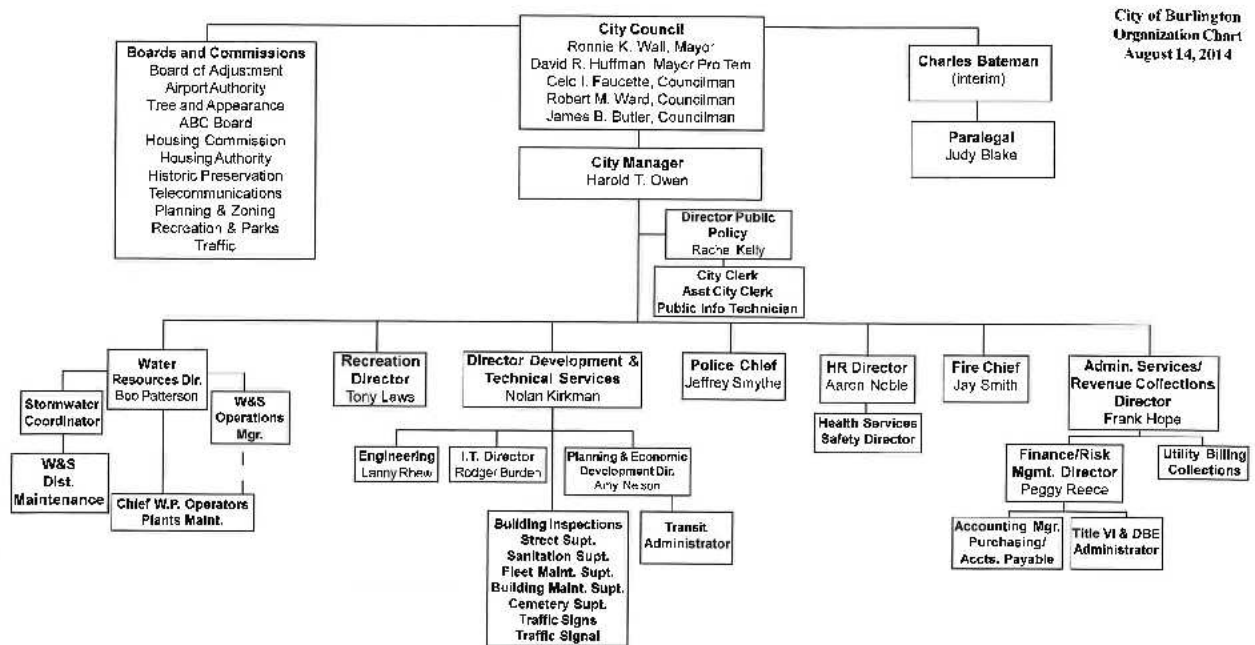 City of Burlington
Organization Chart
August 14, 2014
City Council
Ronnie K. Wall, Mayor
David R. Huffman Mayor Pro Tem
Celo I. Faucette, Councilman
Robert M. Ward, Councilman
James B. Butler, Councilman
Boards and Commissions
Board of Adjustment
Airport Authority
Tree and Appearance
ABC Board
Housing Commission
Housing Authority
Historic Preservation
Telecommunications
Planning & Zoning
Recreation & Parks
Traffic
Charles Bateman
(interim)
Paralegal
Judy Blake
City Manager
Harold T. Owen
Director Public
Policy
Rachel Kelly
City Clerk
Asst City Clerk
Public Info Technician
Water
Resources Dir.
Bob Patterson
Stormwater
Coordinator
W&S
Operations
Mgr.
W&S
Dist.
Maintenance
Chief W.P. Operators
Plants Maint.
Recreation
Director
Tony Laws
Director Development &
Technical Services
Nolan Kirkman
Engineering
Lanny Rhew
I.T. Director
Rodger Burden
Planning & Economic
Development Dir.
Amy Nelson
Building Inspections
Street Supt.
Sanitation Supt.
Fleet Maint. Supt.
Building Maint. Supt.
Cemetery Supt.
Traffic Signs
Traffic Signal
Transit
Administrator
Police Chief
Jeffrey Smythe
HR Director
Aaron Noble
Health Services
Safety Director
Fire Chief
Jay Smith
Admin. Services/
Revenue Collections
Director
Frank Hope
Finance/Risk
Mgmt. Director
Peggy Reece
Utility Billing
Collections
Accounting Mgr.
Purchasing/
Accts. Payable
Title VI & DBE
Administrator